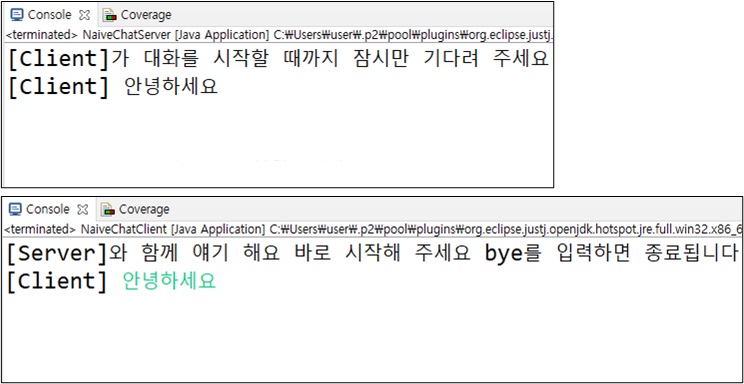 Console Coverage
<terminated> NaiveChatServer [Java Application] C:₩Users₩user₩.p2₩pool₩plugins₩org.eclipse.justj.
[Client]가 대화를 시작할 때까지 잠시만 기다려 주세요
[Client] 안녕하세요
Console Coverage
<terminated> NaiveChatClient [Java Application] C:₩Users₩user₩.p2₩pool₩plugins₩org.eclipse.justj.openjdk.hotspot.jre.full.win32.x86_6
[Server]와 함께 얘기 해요 바로 시작해 주세요 bye를 입력하면 종료됩니다
[Client] 안녕하세요